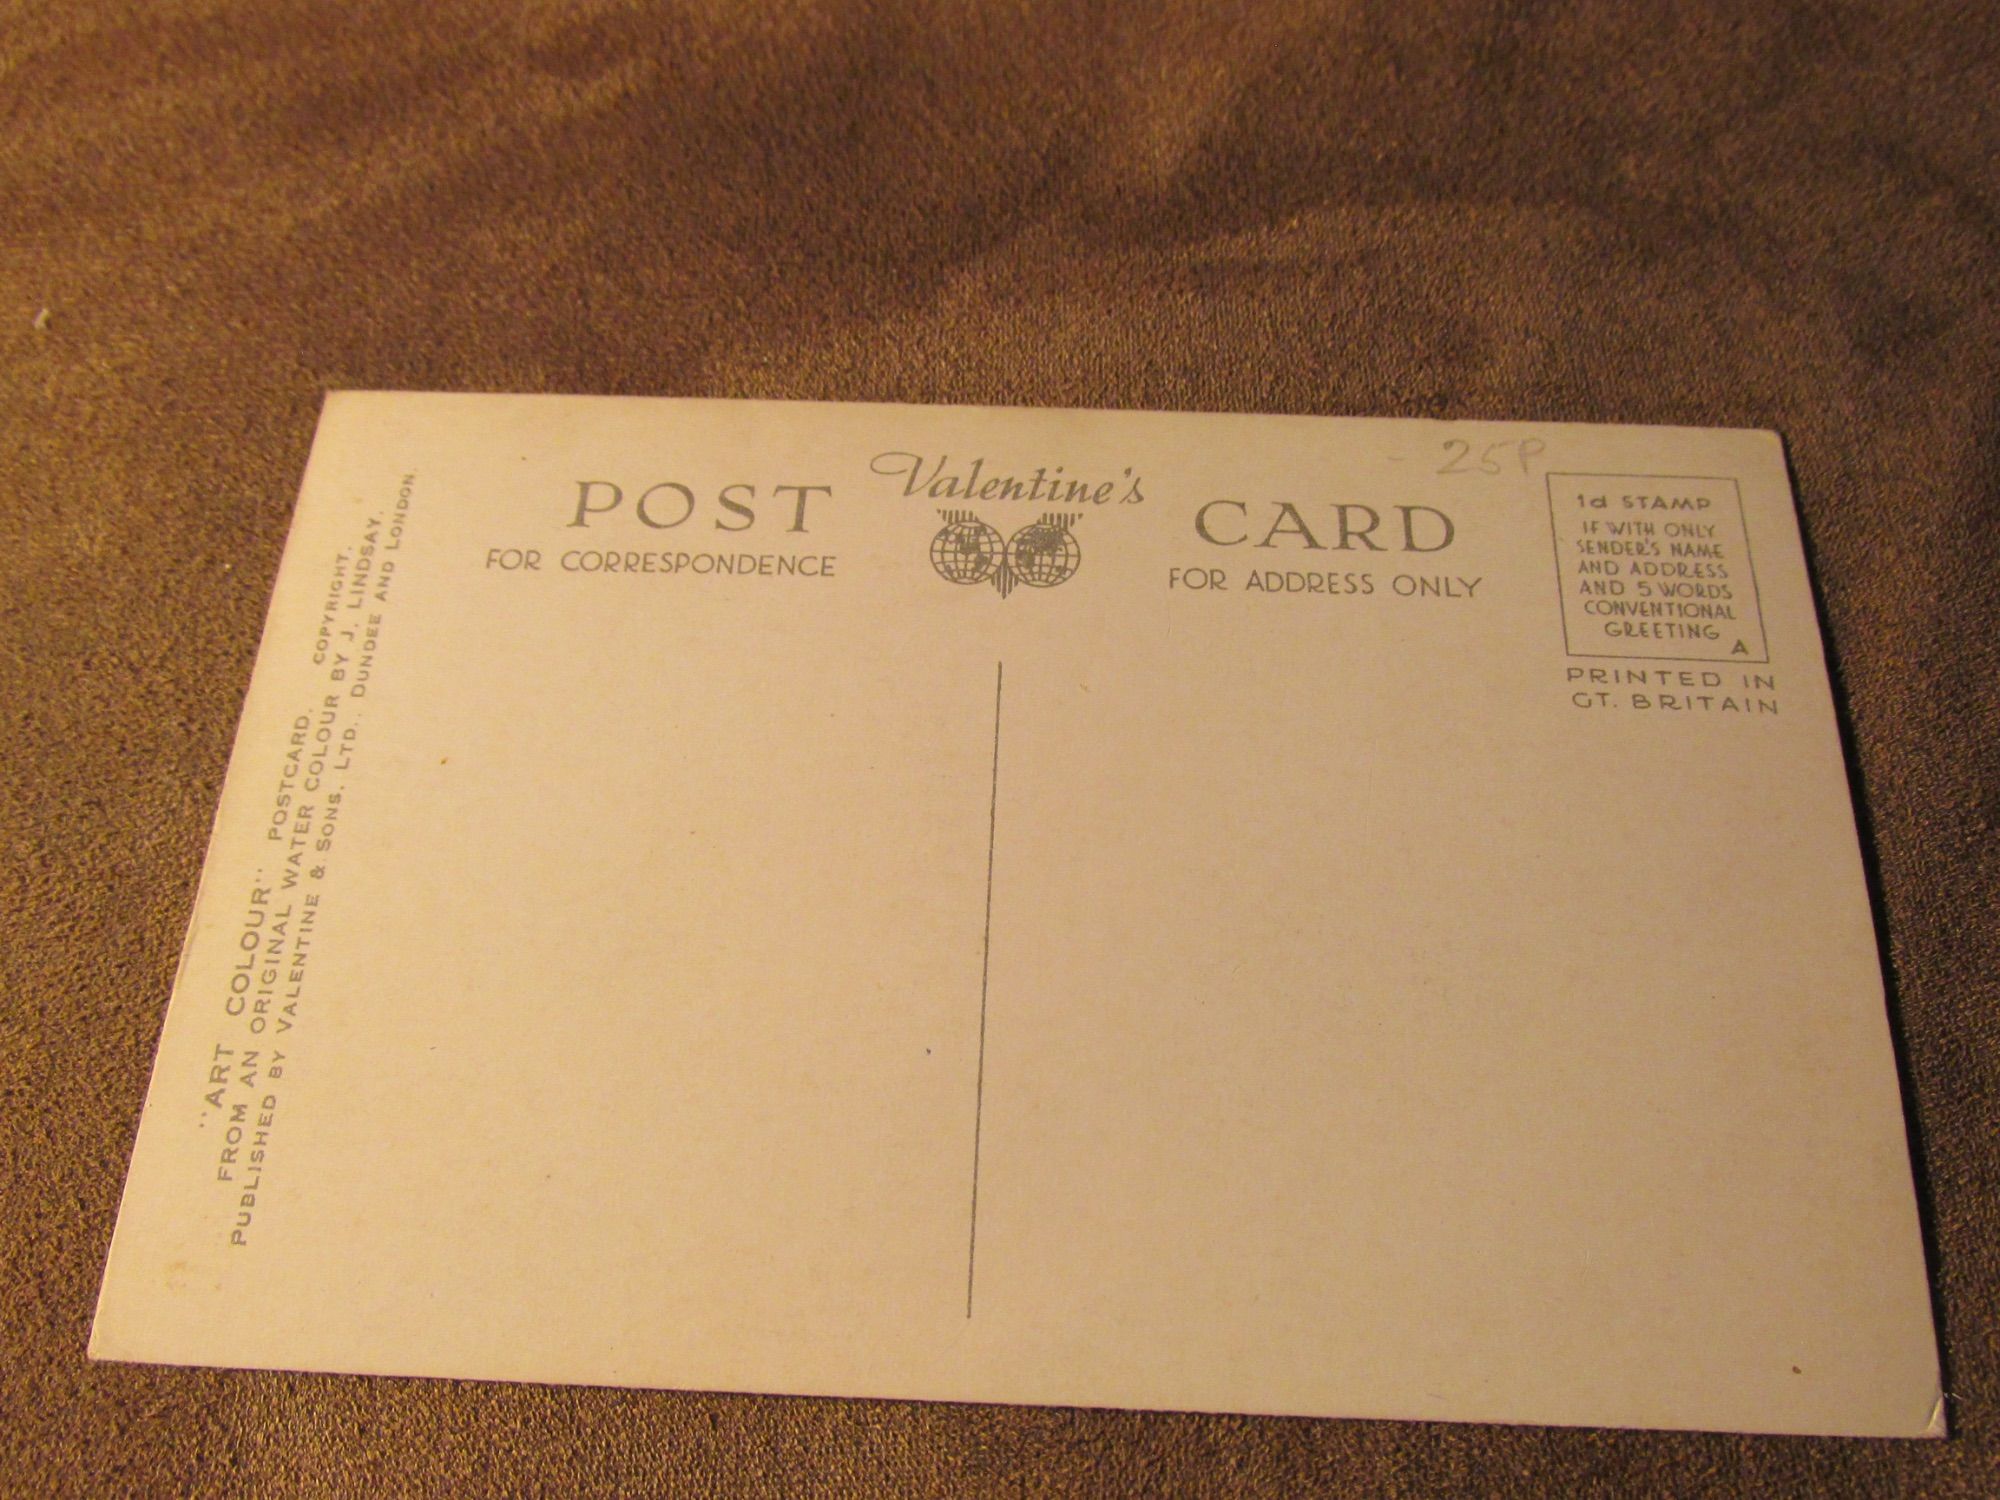 "ART COLOUR" POSTCARD. COPYRIGHT.
FROM AN ORIGINAL WATER COLOUR BY J. LINDSAY.
PUBLISHED BY VALENTINE & SONS, LTD., DUNDEE AND LONDON.
POST
FOR CORRESPONDENCE
Valentine's
CARD
FOR ADDRESS ONLY
25P
1d STAMP
IF WITH ONLY
SENDER'S NAME
AND ADDRESS
AND 5 WORDS
CONVENTIONAL
GREETING
A
PRINTED IN
GT. BRITAIN